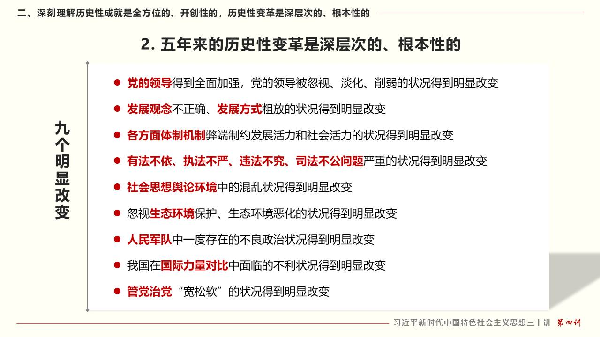 二、深刻理解历史性成就是全方位的、开创性的，历史性变革是深层次的、根本性的
2. 五年来的历史性变革是深层次的、根本性的
九个明显改变
● 党的领导得到全面加强，党的领导被忽视、淡化、削弱的状况得到明显改变
● 发展观念不正确、发展方式粗放的状况得到明显改变
● 各方面体制机制弊端制约发展活力和社会活力的状况得到明显改变
● 有法不依、执法不严、违法不究、司法不公问题严重的状况得到明显改变
● 社会思想舆论环境中的混乱状况得到明显改变
● 忽视生态环境保护、生态环境恶化的状况得到明显改变
● 人民军队中一度存在的不良政治状况得到明显改变
● 我国在国际力量对比中面临的不利状况得到明显改变
● 管党治党“宽松软”的状况得到明显改变
习近平新时代中国特色社会主义思想三十讲 第四讲